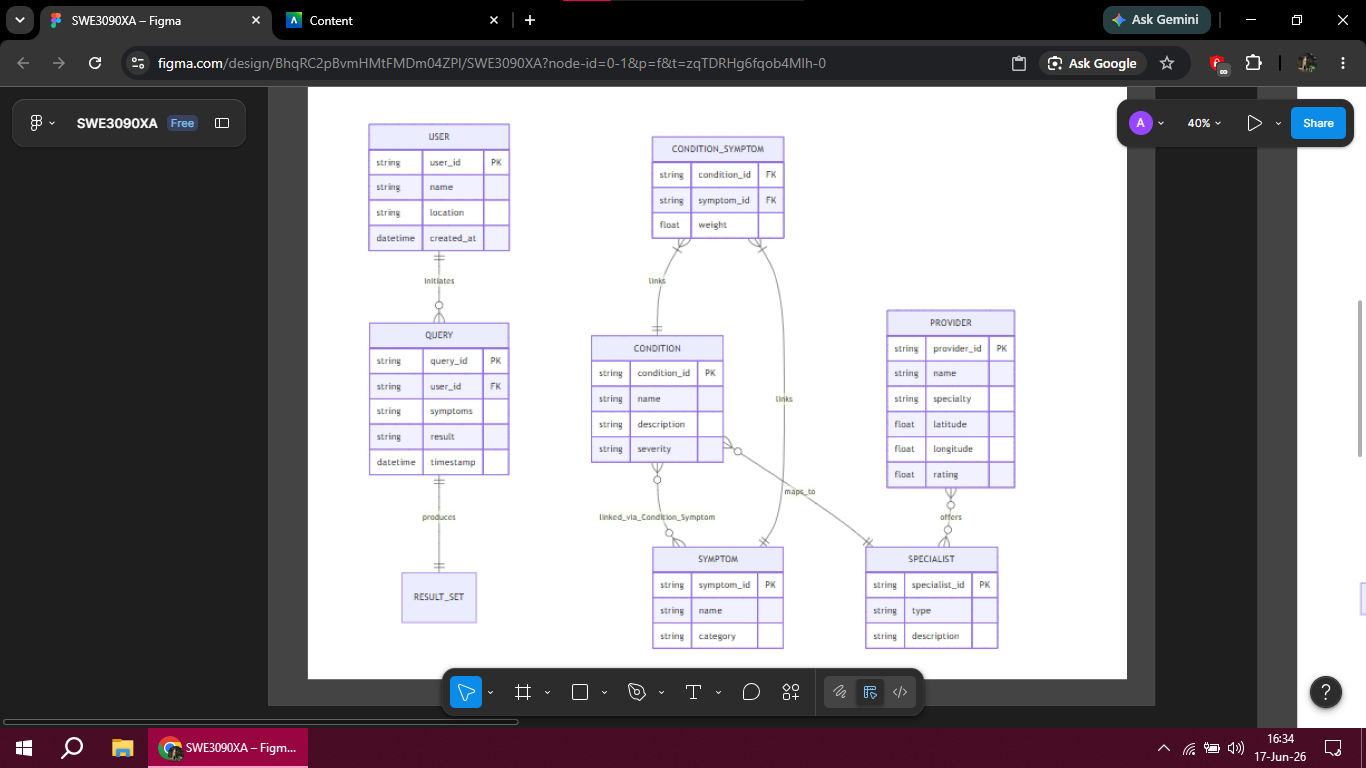 SWE3090XA – Figma
Content
Ask Gemini
figma.com/design/BhqRC2pBvmHMtFMDm04ZPI/SWE3090XA?node-id=0-1&p=f&t=zqTDRHg6fqob4MIh-0
Ask Google
SWE3090XA
Free
A
40%
Share
USER
string user_id PK
string name
string location
datetime created_at
initiates
QUERY
string query_id PK
string user_id FK
string symptoms
string result
datetime timestamp
produces
RESULT_SET
CONDITION_SYMPTOM
string condition_id FK
string symptom_id FK
float weight
links
links
CONDITION
string condition_id PK
string name
string description
string severity
maps_to
linked_via_Condition_Symptom
SYMPTOM
string symptom_id PK
string name
string category
PROVIDER
string provider_id PK
string name
string specialty
float latitude
float longitude
float rating
offers
SPECIALIST
string specialist_id PK
string type
string description
T
?
SWE3090XA – Figm...
16:34
17-Jun-26